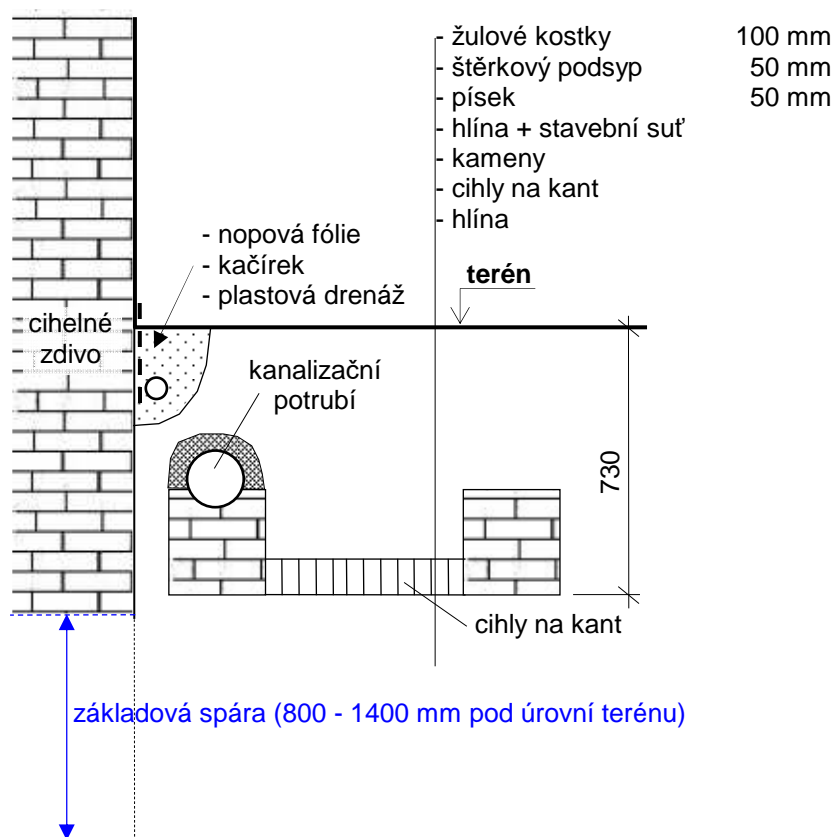 - žulové kostky 100 mm
- štěrkový podsyp 50 mm
- písek 50 mm
- hlína + stavební suť
- kameny
- cihly na kant
- hlína
- nopová fólie
- kačírek
- plastová drenáž
terén
cihelné
zdivo
kanalizační
potrubí
730
cihly na kant
základová spára (800 - 1400 mm pod úrovní terénu)